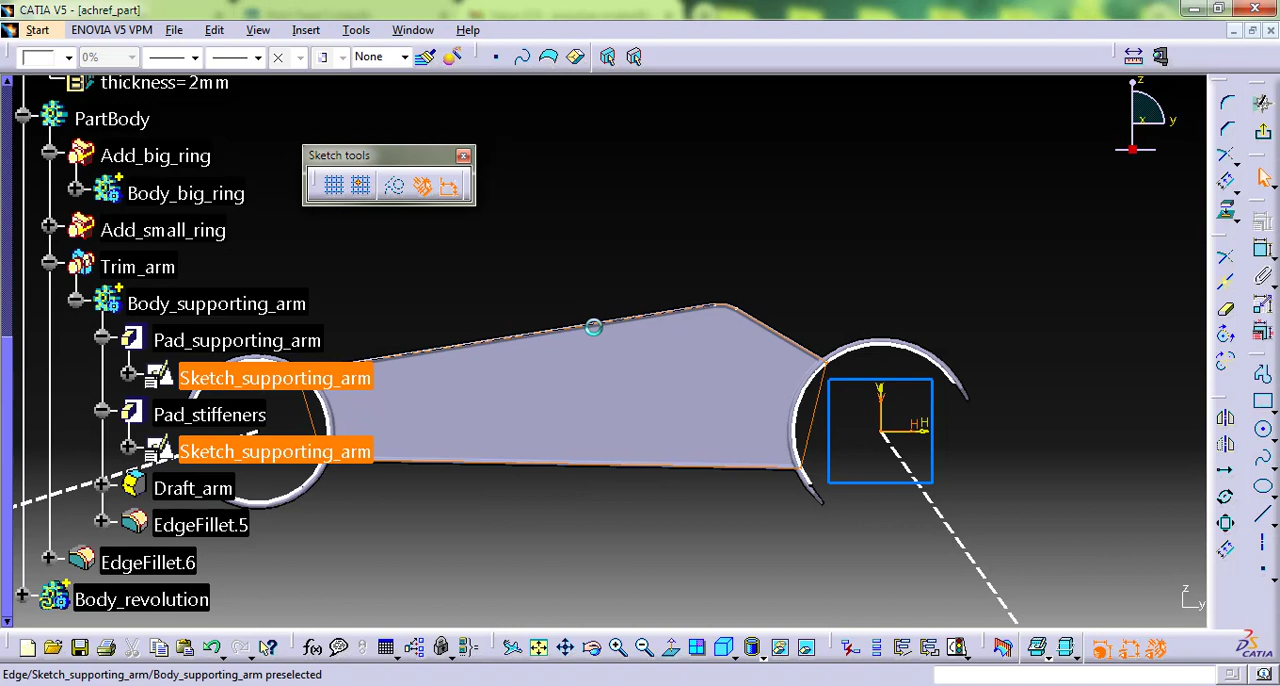 CATIA V5 - [achref_part]
Start ENOVIA V5 VPM File Edit View Insert Tools Window Help
0% None
thickness=2mm
PartBody
Add_big_ring
Body_big_ring
Add_small_ring
Trim_arm
Body_supporting_arm
Pad_supporting_arm
Sketch_supporting_arm
Pad_stiffeners
Sketch_supporting_arm
Draft_arm
EdgeFillet.5
EdgeFillet.6
Body_revolution
Sketch tools
z
x y
V
H H
z
y
f(x)
CATIA
Edge/Sketch_supporting_arm/Body_supporting_arm preselected